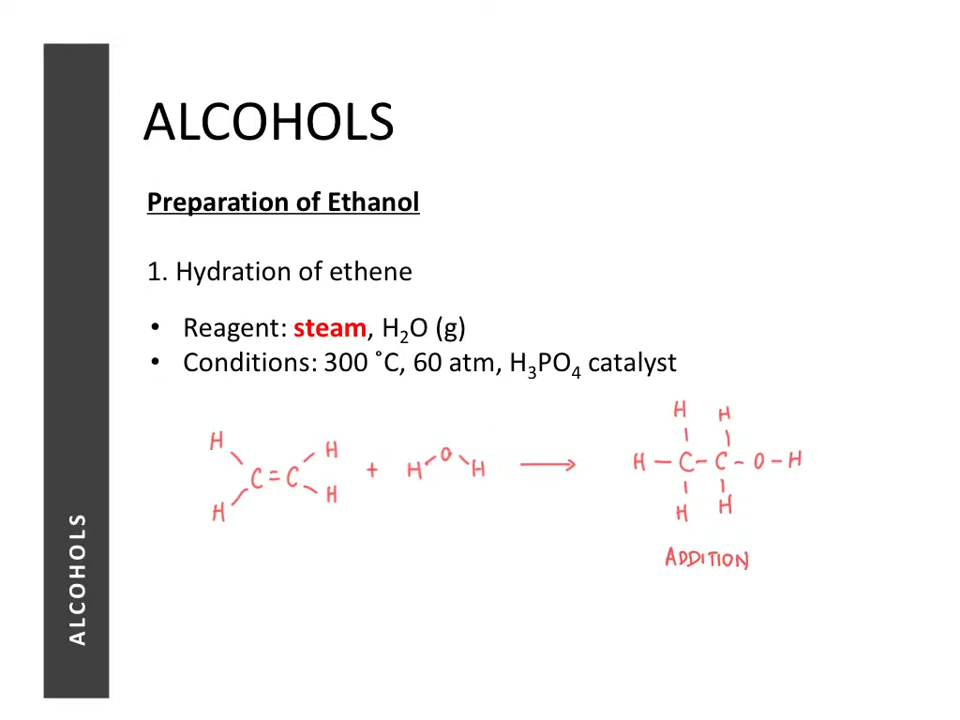 ALCOHOLS
Preparation of Ethanol
1. Hydration of ethene
• Reagent: steam, H₂O (g)
• Conditions: 300 ˚C, 60 atm, H₃PO₄ catalyst
H H H H
C = C + H O H → H – C – C – O – H
H H H H
ADDITION
ALCOHOLS